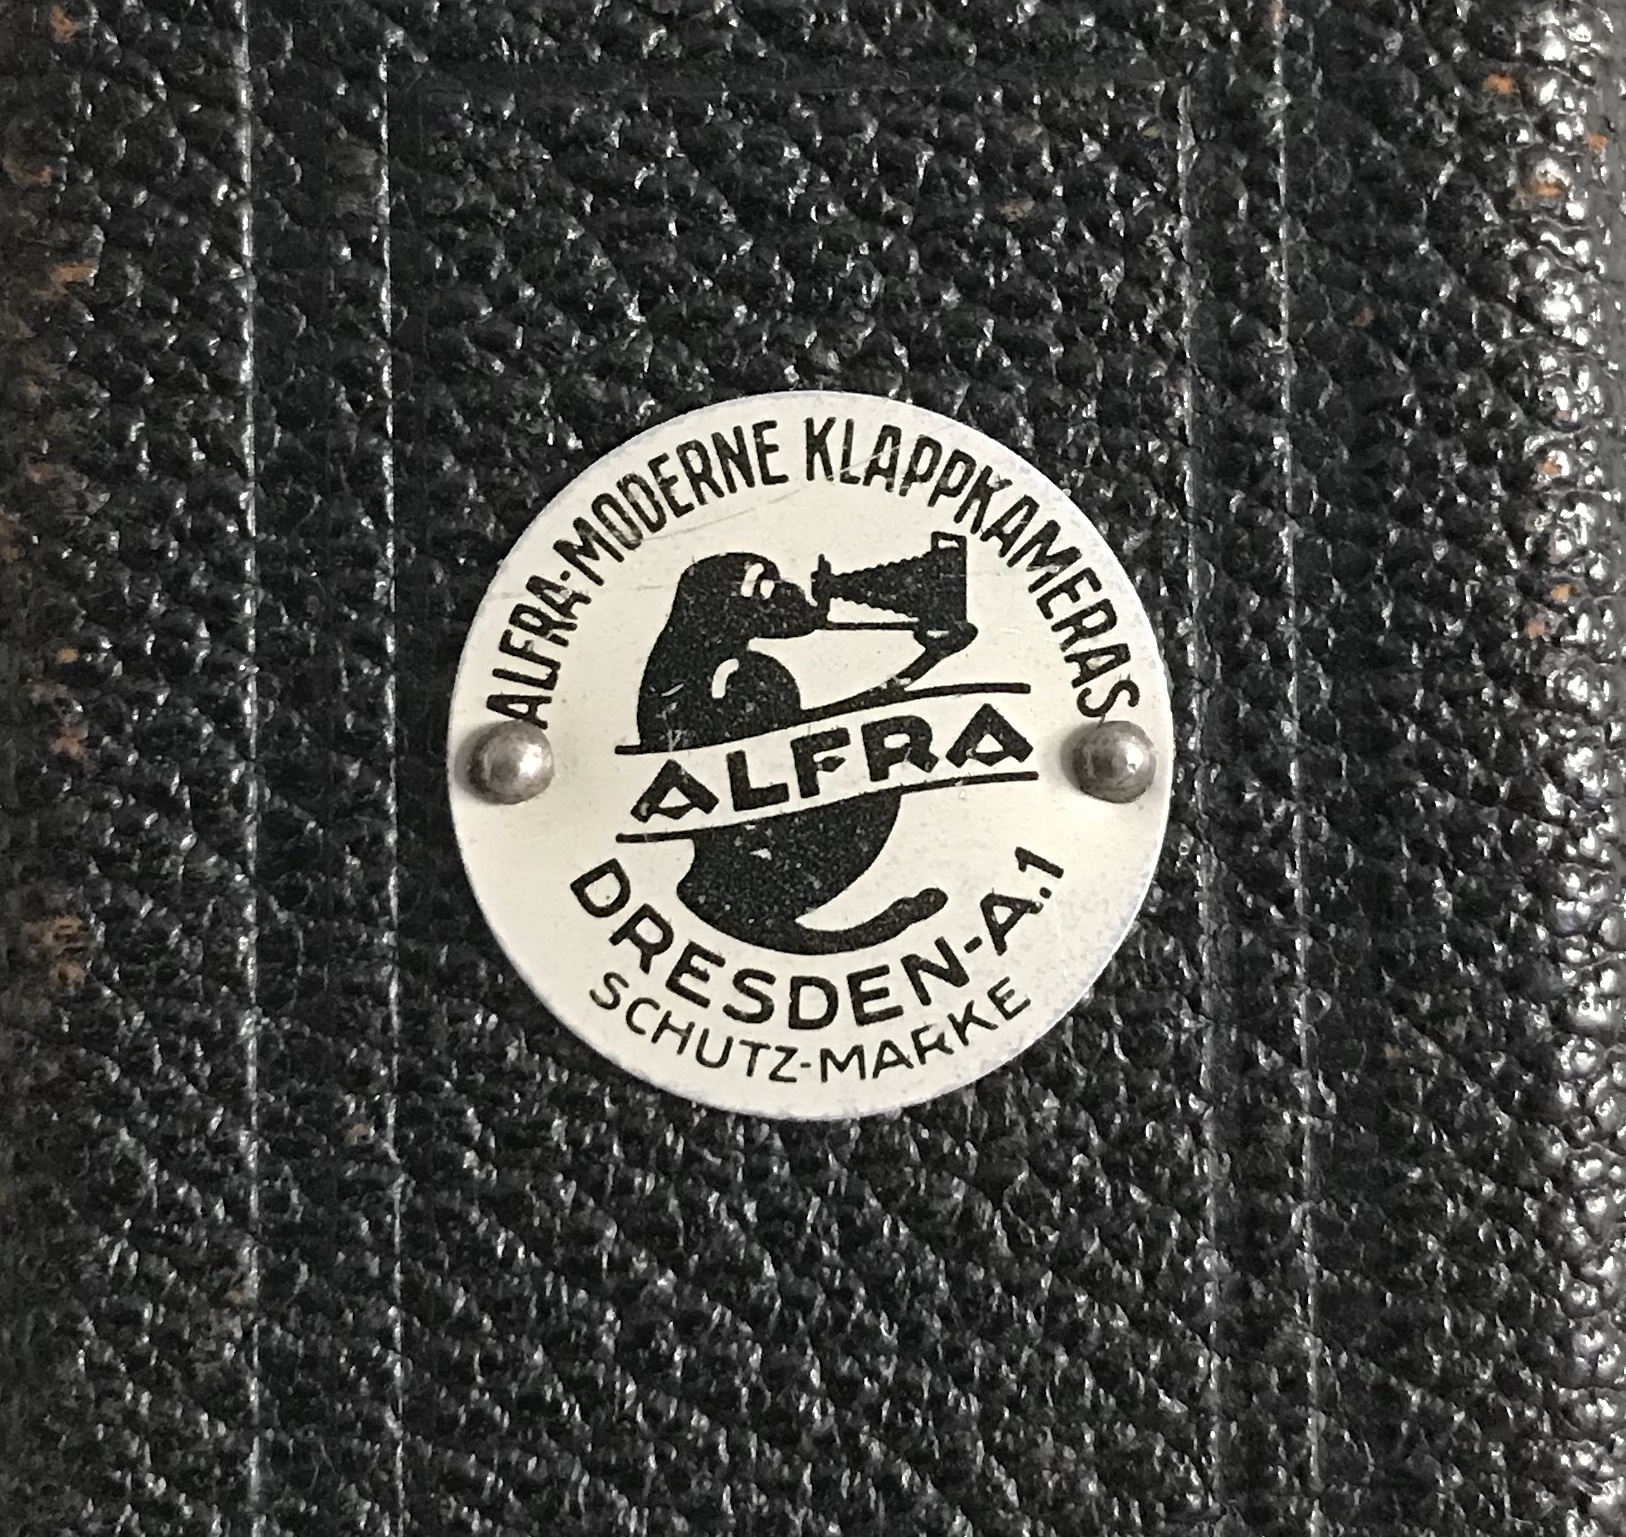 ALFRA-MODERNE KLAPPKAMERAS
ALFRA
DRESDEN-A.1
SCHUTZ-MARKE